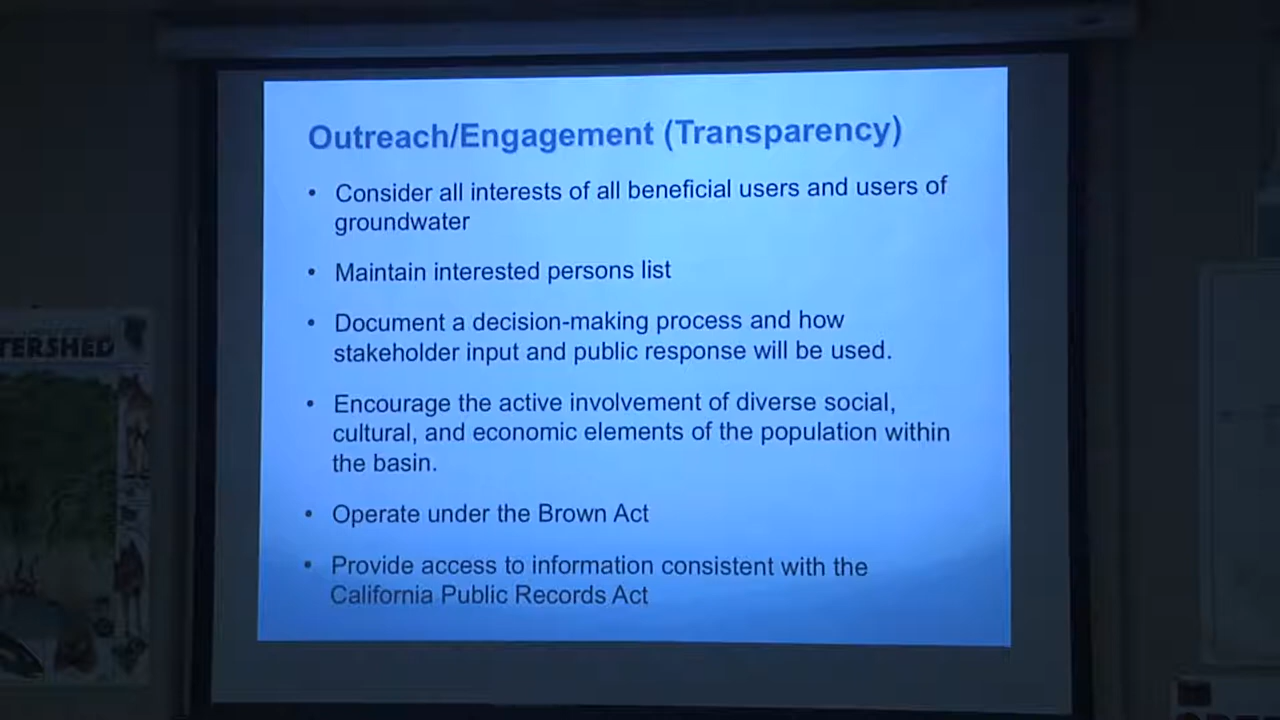 Outreach/Engagement (Transparency)
• Consider all interests of all beneficial users and users of
groundwater
• Maintain interested persons list
• Document a decision-making process and how
stakeholder input and public response will be used.
• Encourage the active involvement of diverse social,
cultural, and economic elements of the population within
the basin.
• Operate under the Brown Act
• Provide access to information consistent with the
California Public Records Act
TERSHED